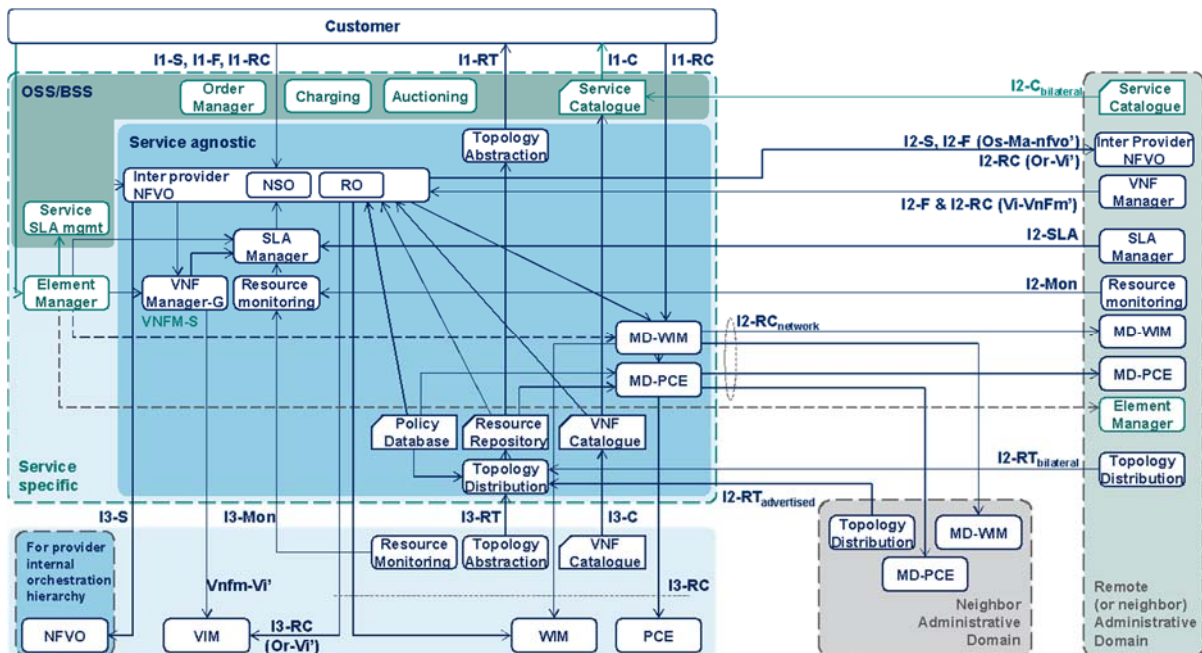 Customer
I1-S, I1-F, I1-RC
I1-RT
I1-C
I1-RC
OSS/BSS
Order
Manager
Charging
Auctioning
Service
Catalogue
I2-Cbilateral
Service
Catalogue
Service agnostic
Topology
Abstraction
I2-S, I2-F (Os-Ma-nfvo')
I2-RC (Or-Vi')
Inter Provider
NFVO
Inter provider
NFVO
NSO
RO
VNF
Manager
I2-F & I2-RC (Vi-VnFm')
Service
SLA mgmt
SLA
Manager
I2-SLA
SLA
Manager
Element
Manager
VNF
Manager-G
VNFM-S
Resource
monitoring
I2-Mon
Resource
monitoring
MD-WIM
I2-RCnetwork
MD-WIM
MD-PCE
MD-PCE
Policy
Database
Resource
Repository
VNF
Catalogue
Element
Manager
Service
specific
Topology
Distribution
I2-RTbilateral
Topology
Distribution
I2-RTadvertised
I3-S
I3-Mon
I3-RT
I3-C
For provider
internal
orchestration
hierarchy
Resource
Monitoring
Topology
Abstraction
VNF
Catalogue
Topology
Distribution
MD-WIM
MD-PCE
Vnfm-Vi'
I3-RC
NFVO
VIM
I3-RC
(Or-Vi')
WIM
PCE
Neighbor
Administrative
Domain
Remote
(or neighbor)
Administrative
Domain